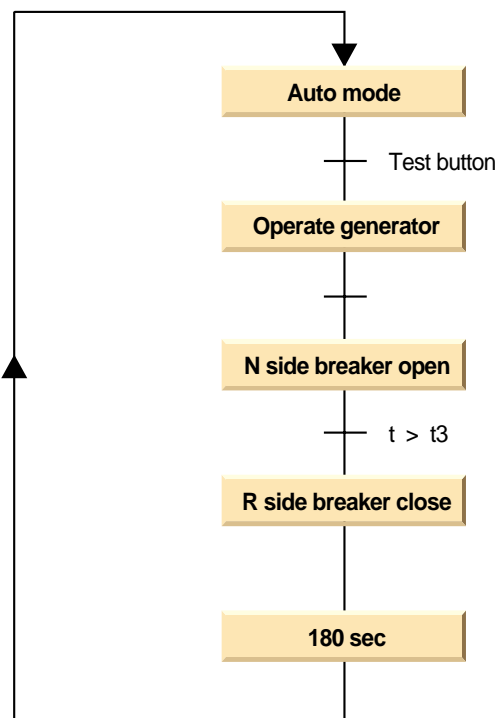 Auto mode
Test button
Operate generator
N side breaker open
t > t3
R side breaker close
180 sec